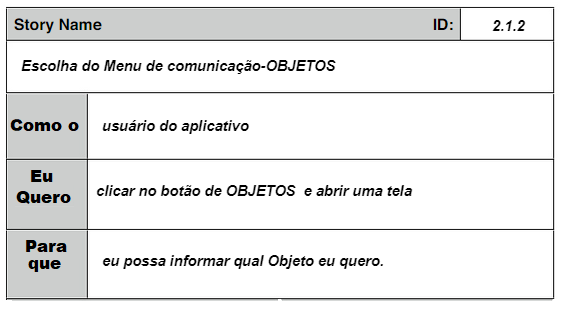 Story Name ID: 2.1.2
Escolha do Menu de comunicação-OBJETOS
Como o usuário do aplicativo
Eu
Quero
clicar no botão de OBJETOS e abrir uma tela
Para
que
eu possa informar qual Objeto eu quero.